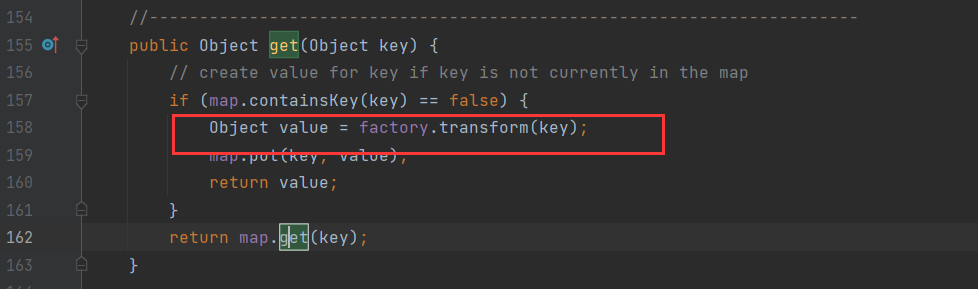 154 //-----------------------------------------------------------------------
155 public Object get(Object key) {
156 // create value for key if key is not currently in the map
157 if (map.containsKey(key) == false) {
158 Object value = factory.transform(key);
159 map.put(key, value);
160 return value;
161 }
162 return map.get(key);
163 }